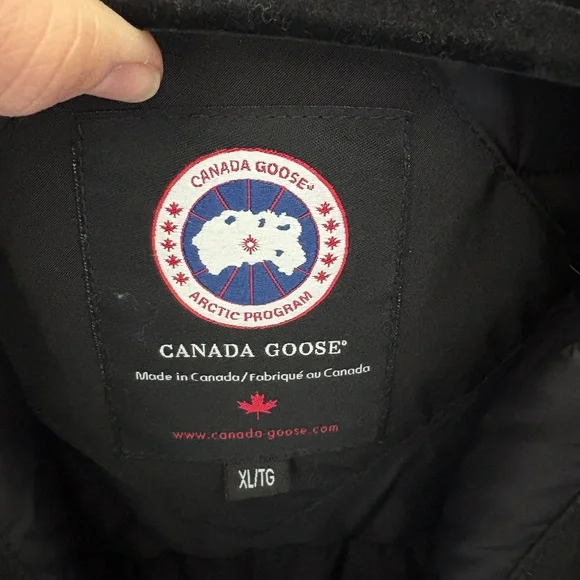 CANADA GOOSE®
ARCTIC PROGRAM
CANADA GOOSE®
Made in Canada/Fabriqué au Canada
www.canada-goose.com
XL/TG